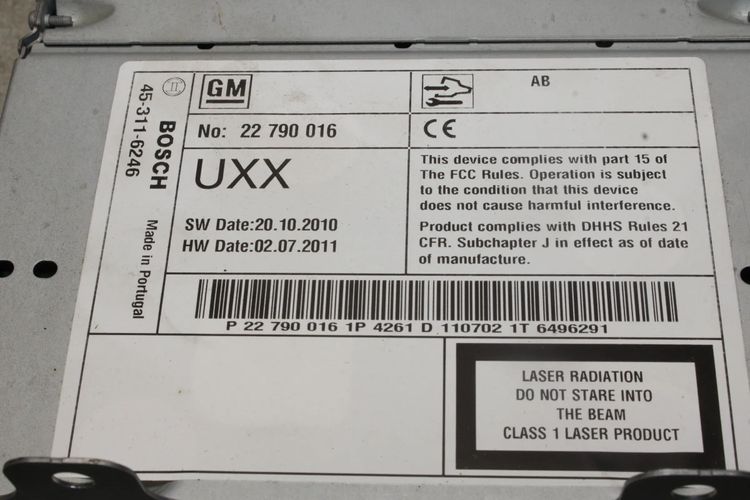 45-311-6246
BOSCH
Made in Portugal
GM
No: 22 790 016
UXX
SW Date:20.10.2010
HW Date:02.07.2011
AB
CE
This device complies with part 15 of
The FCC Rules. Operation is subject
to the condition that this device
does not cause harmful interference.
Product complies with DHHS Rules 21
CFR. Subchapter J in effect as of date
of manufacture.
P 22 790 016 1P 4261 D 110702 1T 6496291
LASER RADIATION
DO NOT STARE INTO
THE BEAM
CLASS 1 LASER PRODUCT